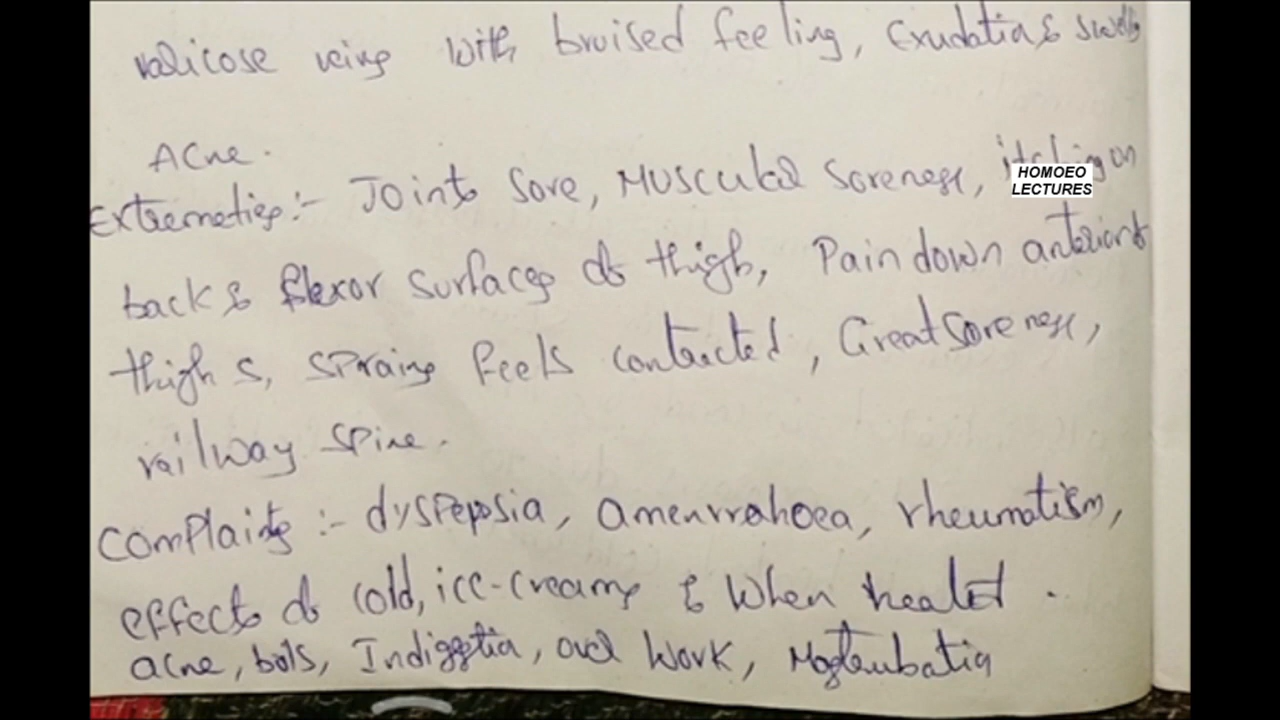 varicose veins with bruised feeling, Exudation & swelling
Acne.
Extremeties:- Joints Sore, Muscular soreness, itching on
HOMOEO
LECTURES
back & flexor surfaces of thigh, Pain down anterior
thighs, sprains feels contracted, Great soreness,
railway spine.
Complaints:- dyspepsia, amenrrahoea, rheumatism,
effects of cold, ice-creams & when heated.
acne, boils, Indigestion, over work, Masterubation